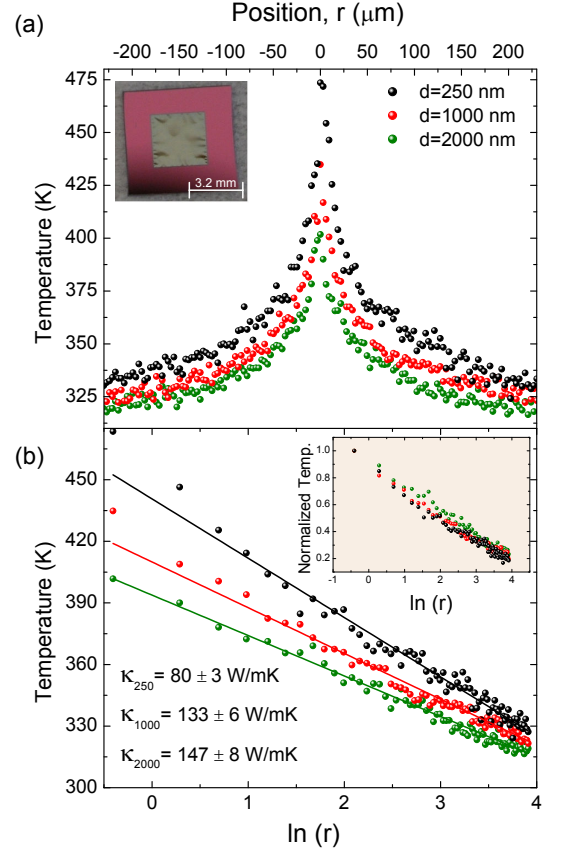 Position, r (μm)
(a)
-200 -150 -100 -50 0 50 100 150 200
475
450
425
400
375
350
325
Temperature (K)
3.2 mm
d=250 nm
d=1000 nm
d=2000 nm
(b)
450
420
390
360
330
300
Temperature (K)
κ250= 80 ± 3 W/mK
κ1000= 133 ± 6 W/mK
κ2000= 147 ± 8 W/mK
Normalized Temp.
1.0
0.8
0.6
0.4
0.2
-1 0 1 2 3 4
ln (r)
0 1 2 3 4
ln (r)